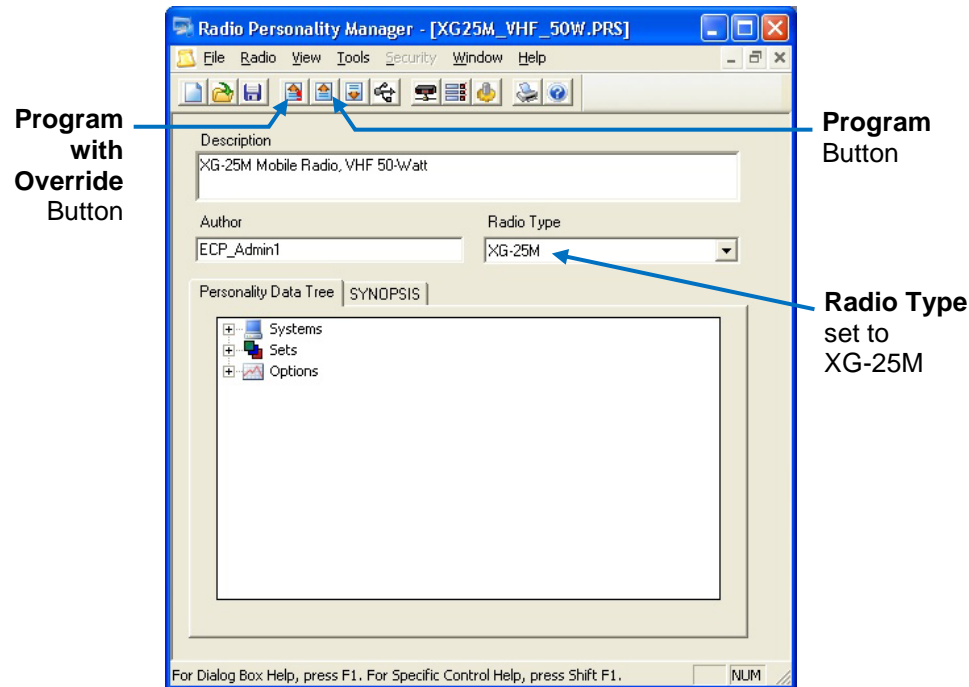 Radio Personality Manager - [XG25M_VHF_50W.PRS]
File Radio View Tools Security Window Help
Program
with
Override
Button
Program
Button
Description
XG-25M Mobile Radio, VHF 50-Watt
Author
Radio Type
ECP_Admin1
XG-25M
Radio Type
set to
XG-25M
Personality Data Tree
SYNOPSIS
Systems
Sets
Options
For Dialog Box Help, press F1. For Specific Control Help, press Shift F1.
NUM